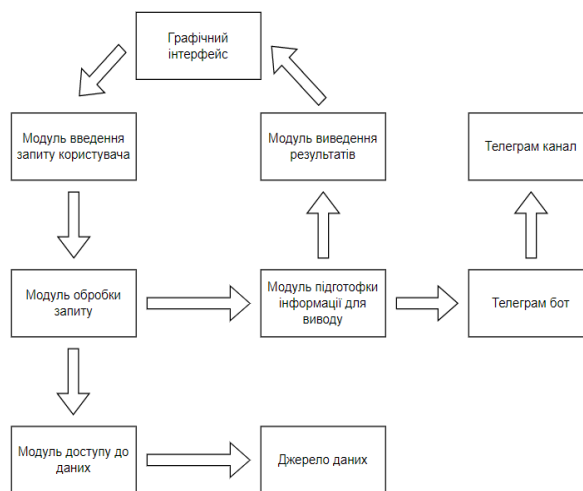 Графічний
інтерфейс
Модуль введення
запиту користувача
Модуль виведення
результатів
Телеграм канал
Модуль обробки
запиту
Модуль підготофки
інформації для
виводу
Телеграм бот
Модуль доступу до
даних
Джерело даних